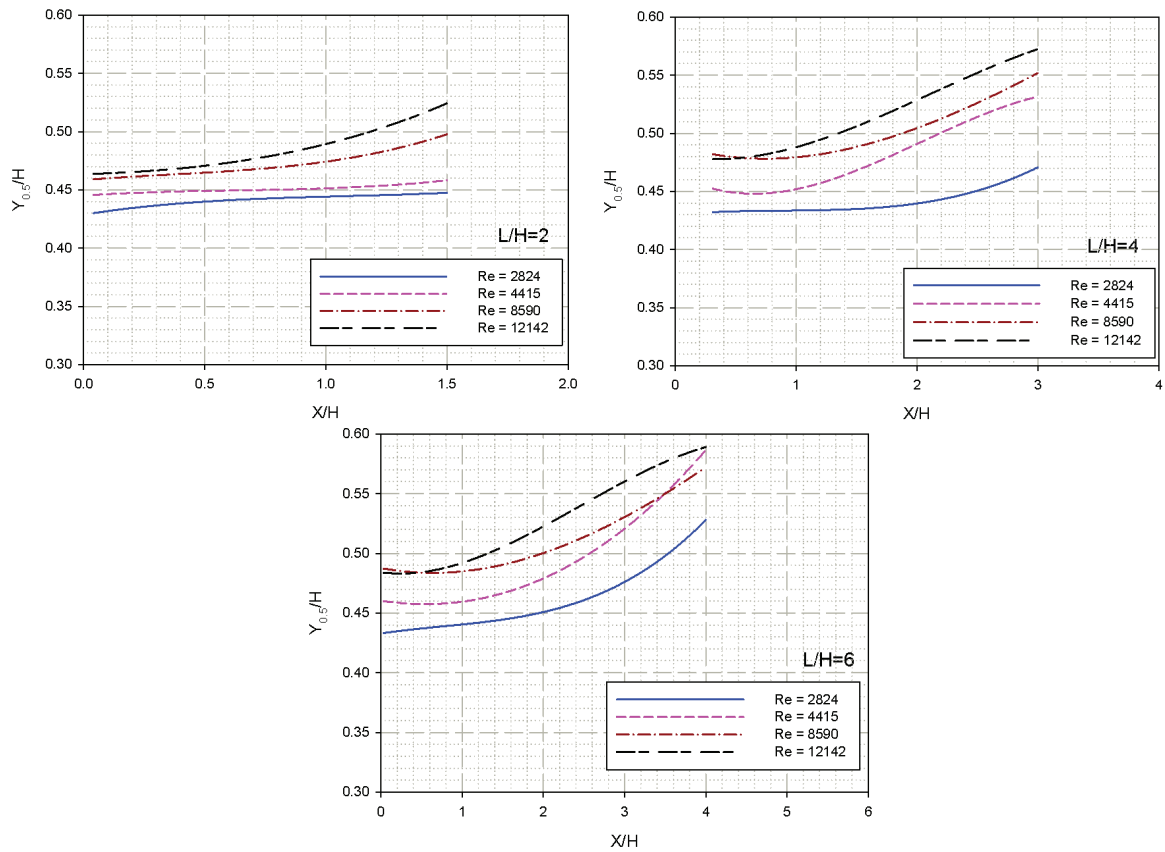 0.60
0.55
0.50
0.45
0.40
0.35
0.30
Y0.5/H
0.0
0.5
1.0
1.5
2.0
X/H
L/H=2
Re = 2824
Re = 4415
Re = 8590
Re = 12142
0.60
0.55
0.50
0.45
0.40
0.35
0.30
Y0.5/H
0
1
2
3
4
X/H
L/H=4
Re = 2824
Re = 4415
Re = 8590
Re = 12142
0.60
0.55
0.50
0.45
0.40
0.35
0.30
Y0.5/H
0
1
2
3
4
5
6
X/H
L/H=6
Re = 2824
Re = 4415
Re = 8590
Re = 12142